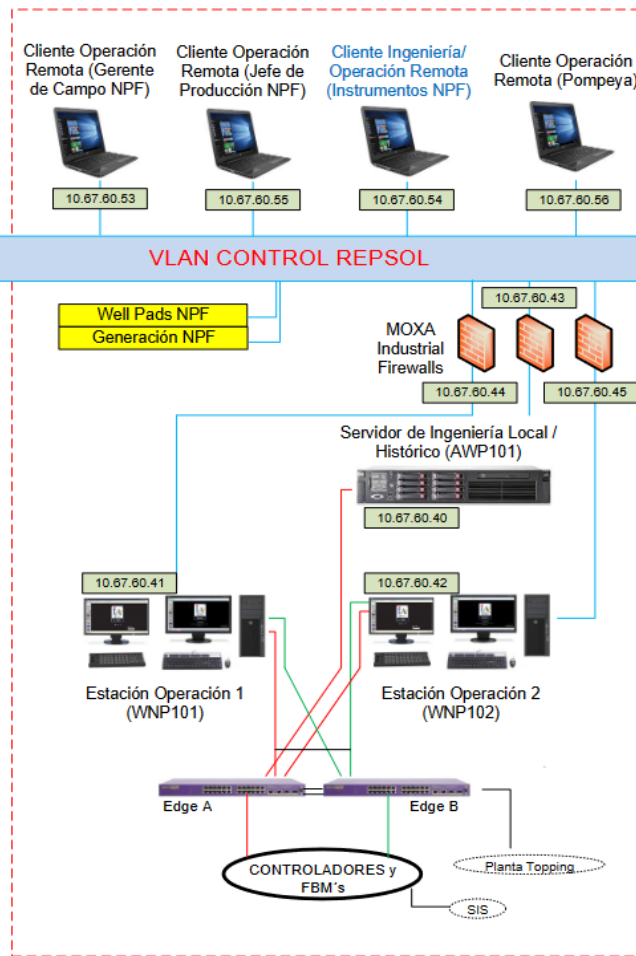 Cliente Operación
Remota (Gerente
de Campo NPF)
Cliente Operación
Remota (Jefe de
Producción NPF)
Cliente Ingeniería/
Operación Remota
(Instrumentos NPF)
Cliente Operación
Remota (Pompeya)
10.67.60.53
10.67.60.55
10.67.60.54
10.67.60.56
VLAN CONTROL REPSOL
Well Pads NPF
Generación NPF
10.67.60.43
MOXA
Industrial
Firewalls
10.67.60.44
10.67.60.45
Servidor de Ingeniería Local /
Histórico (AWP101)
10.67.60.40
10.67.60.41
10.67.60.42
Estación Operación 1
(WNP101)
Estación Operación 2
(WNP102)
Edge A
Edge B
CONTROLADORES y
FBM´s
Planta Topping
SIS